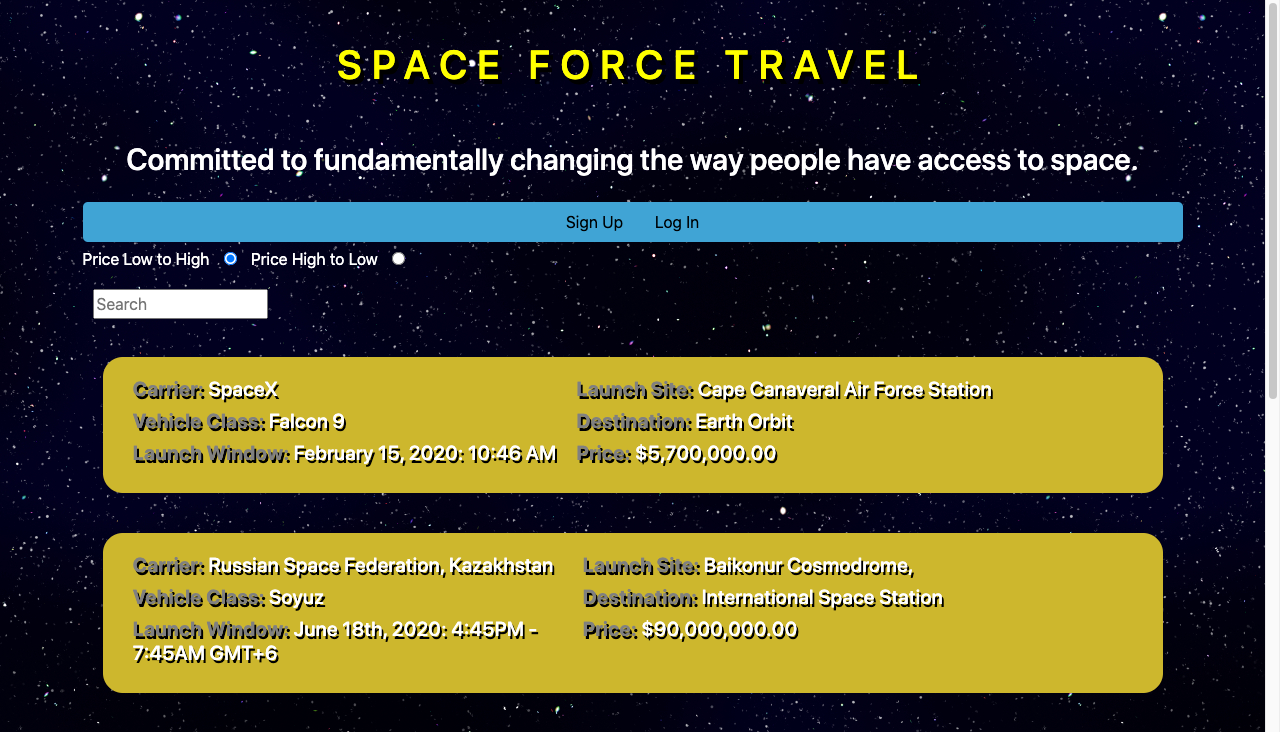 SPACE FORCE TRAVEL
Committed to fundamentally changing the way people have access to space.
Sign Up Log In
Price Low to High Price High to Low
Search
Carrier: SpaceX
Launch Site: Cape Canaveral Air Force Station
Vehicle Class: Falcon 9
Destination: Earth Orbit
Launch Window: February 15, 2020: 10:46 AM
Price: $5,700,000.00
Carrier: Russian Space Federation, Kazakhstan
Launch Site: Baikonur Cosmodrome,
Vehicle Class: Soyuz
Destination: International Space Station
Launch Window: June 18th, 2020: 4:45PM -
7:45AM GMT+6
Price: $90,000,000.00